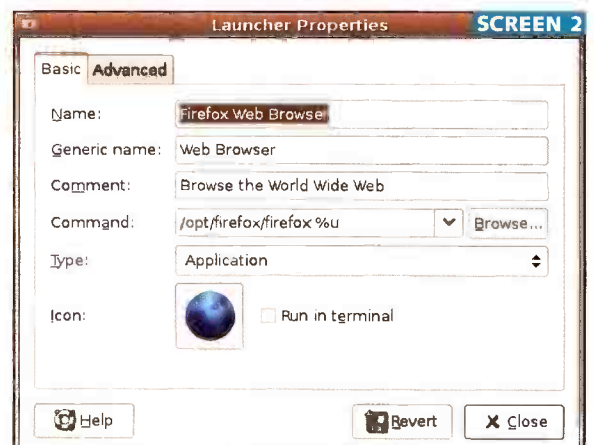 Launcher Properties
SCREEN 2
Basic Advanced
Name: Firefox Web Browser
Generic name: Web Browser
Comment: Browse the World Wide Web
Command: /opt/firefox/firefox %u Browse...
Type: Application
Icon: Run in terminal
Help Revert X Close